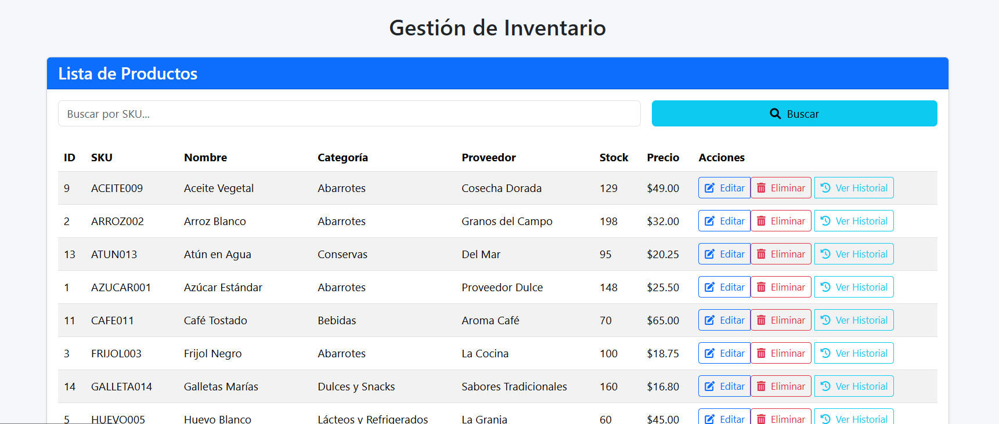 Gestión de Inventario
Lista de Productos
Buscar por SKU...
Buscar
ID SKU Nombre Categoría Proveedor Stock Precio Acciones
9 ACEITE009 Aceite Vegetal Abarrotes Cosecha Dorada 129 $49.00 Editar Eliminar Ver Historial
2 ARROZ002 Arroz Blanco Abarrotes Granos del Campo 198 $32.00 Editar Eliminar Ver Historial
13 ATUN013 Atún en Agua Conservas Del Mar 95 $20.25 Editar Eliminar Ver Historial
1 AZUCAR001 Azúcar Estándar Abarrotes Proveedor Dulce 148 $25.50 Editar Eliminar Ver Historial
11 CAFE011 Café Tostado Bebidas Aroma Café 70 $65.00 Editar Eliminar Ver Historial
3 FRIJOL003 Frijol Negro Abarrotes La Cocina 100 $18.75 Editar Eliminar Ver Historial
14 GALLETA014 Galletas Marías Dulces y Snacks Sabores Tradicionales 160 $16.80 Editar Eliminar Ver Historial
5 HUEVO005 Huevo Blanco Lácteos y Refrigerados La Granja 60 $45.00 Editar Eliminar Ver Historial